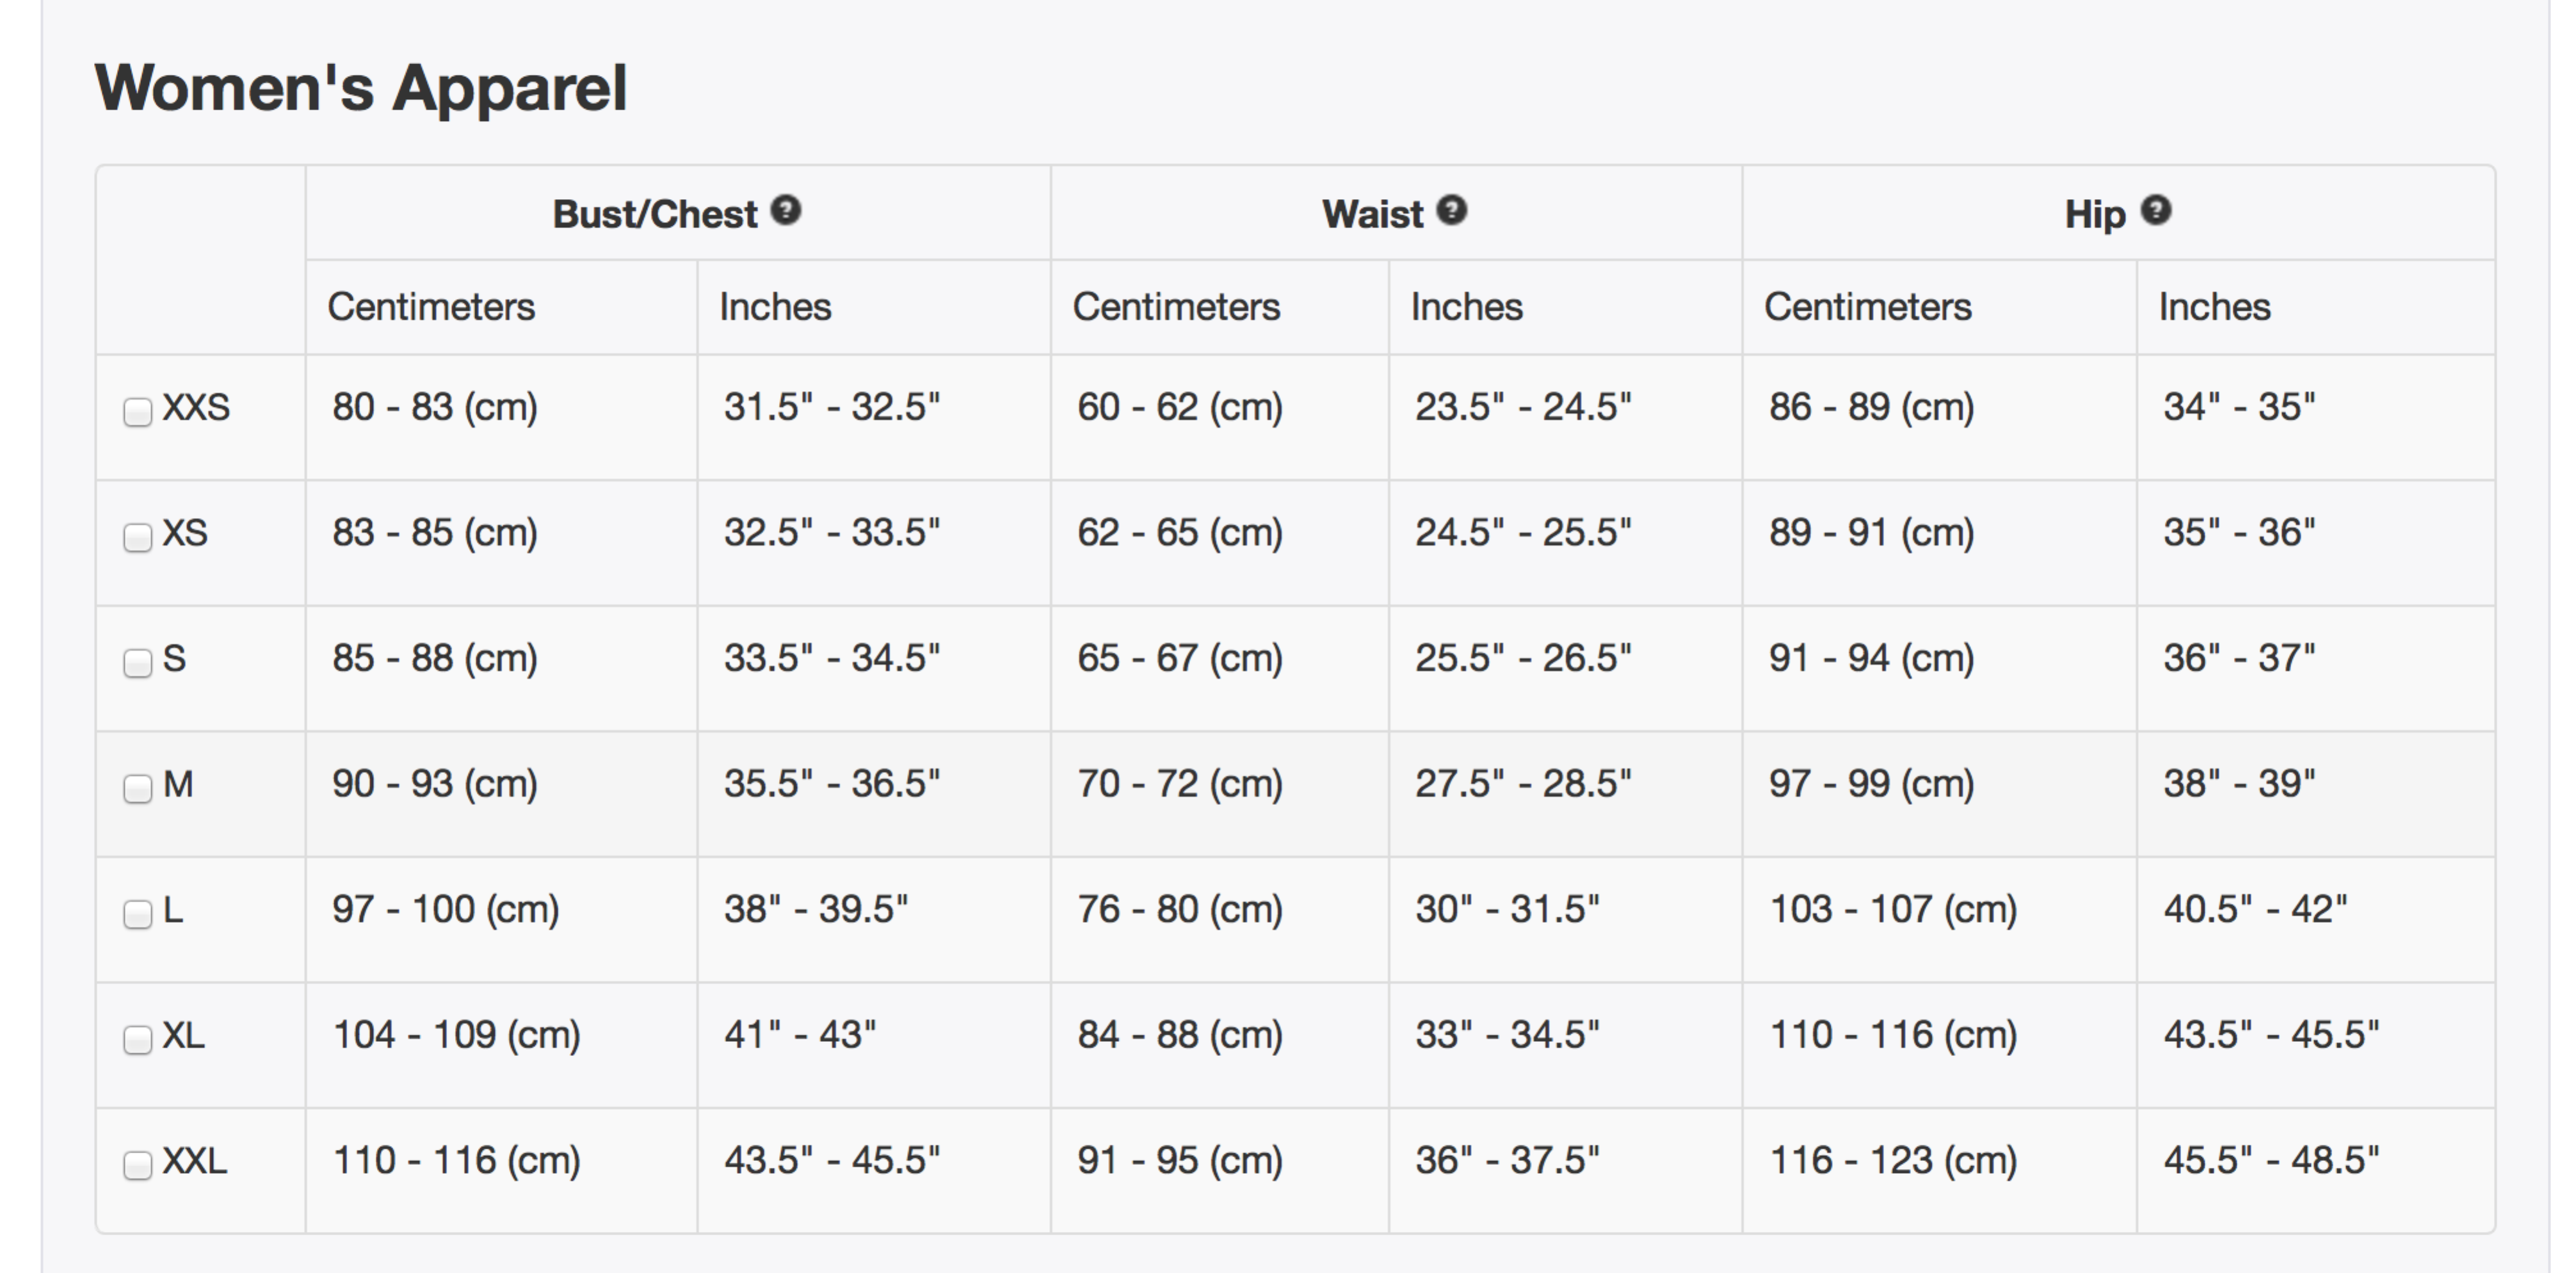 Women's Apparel
Bust/Chest ? Waist ? Hip ?
Centimeters Inches Centimeters Inches Centimeters Inches
XXS 80 - 83 (cm) 31.5" - 32.5" 60 - 62 (cm) 23.5" - 24.5" 86 - 89 (cm) 34" - 35"
XS 83 - 85 (cm) 32.5" - 33.5" 62 - 65 (cm) 24.5" - 25.5" 89 - 91 (cm) 35" - 36"
S 85 - 88 (cm) 33.5" - 34.5" 65 - 67 (cm) 25.5" - 26.5" 91 - 94 (cm) 36" - 37"
M 90 - 93 (cm) 35.5" - 36.5" 70 - 72 (cm) 27.5" - 28.5" 97 - 99 (cm) 38" - 39"
L 97 - 100 (cm) 38" - 39.5" 76 - 80 (cm) 30" - 31.5" 103 - 107 (cm) 40.5" - 42"
XL 104 - 109 (cm) 41" - 43" 84 - 88 (cm) 33" - 34.5" 110 - 116 (cm) 43.5" - 45.5"
XXL 110 - 116 (cm) 43.5" - 45.5" 91 - 95 (cm) 36" - 37.5" 116 - 123 (cm) 45.5" - 48.5"